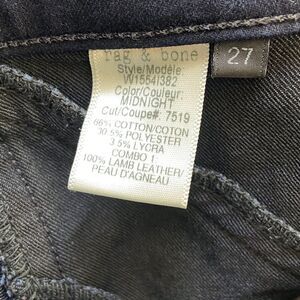 rag & bone
27
Style/Modèle:
W1554I382
Color/Couleur:
MIDNIGHT
Cut/Coupe#: 7519
66% COTTON/COTON
30.5% POLYESTER
3.5% LYCRA
COMBO 1:
100% LAMB LEATHER/
PEAU D'AGNEAU